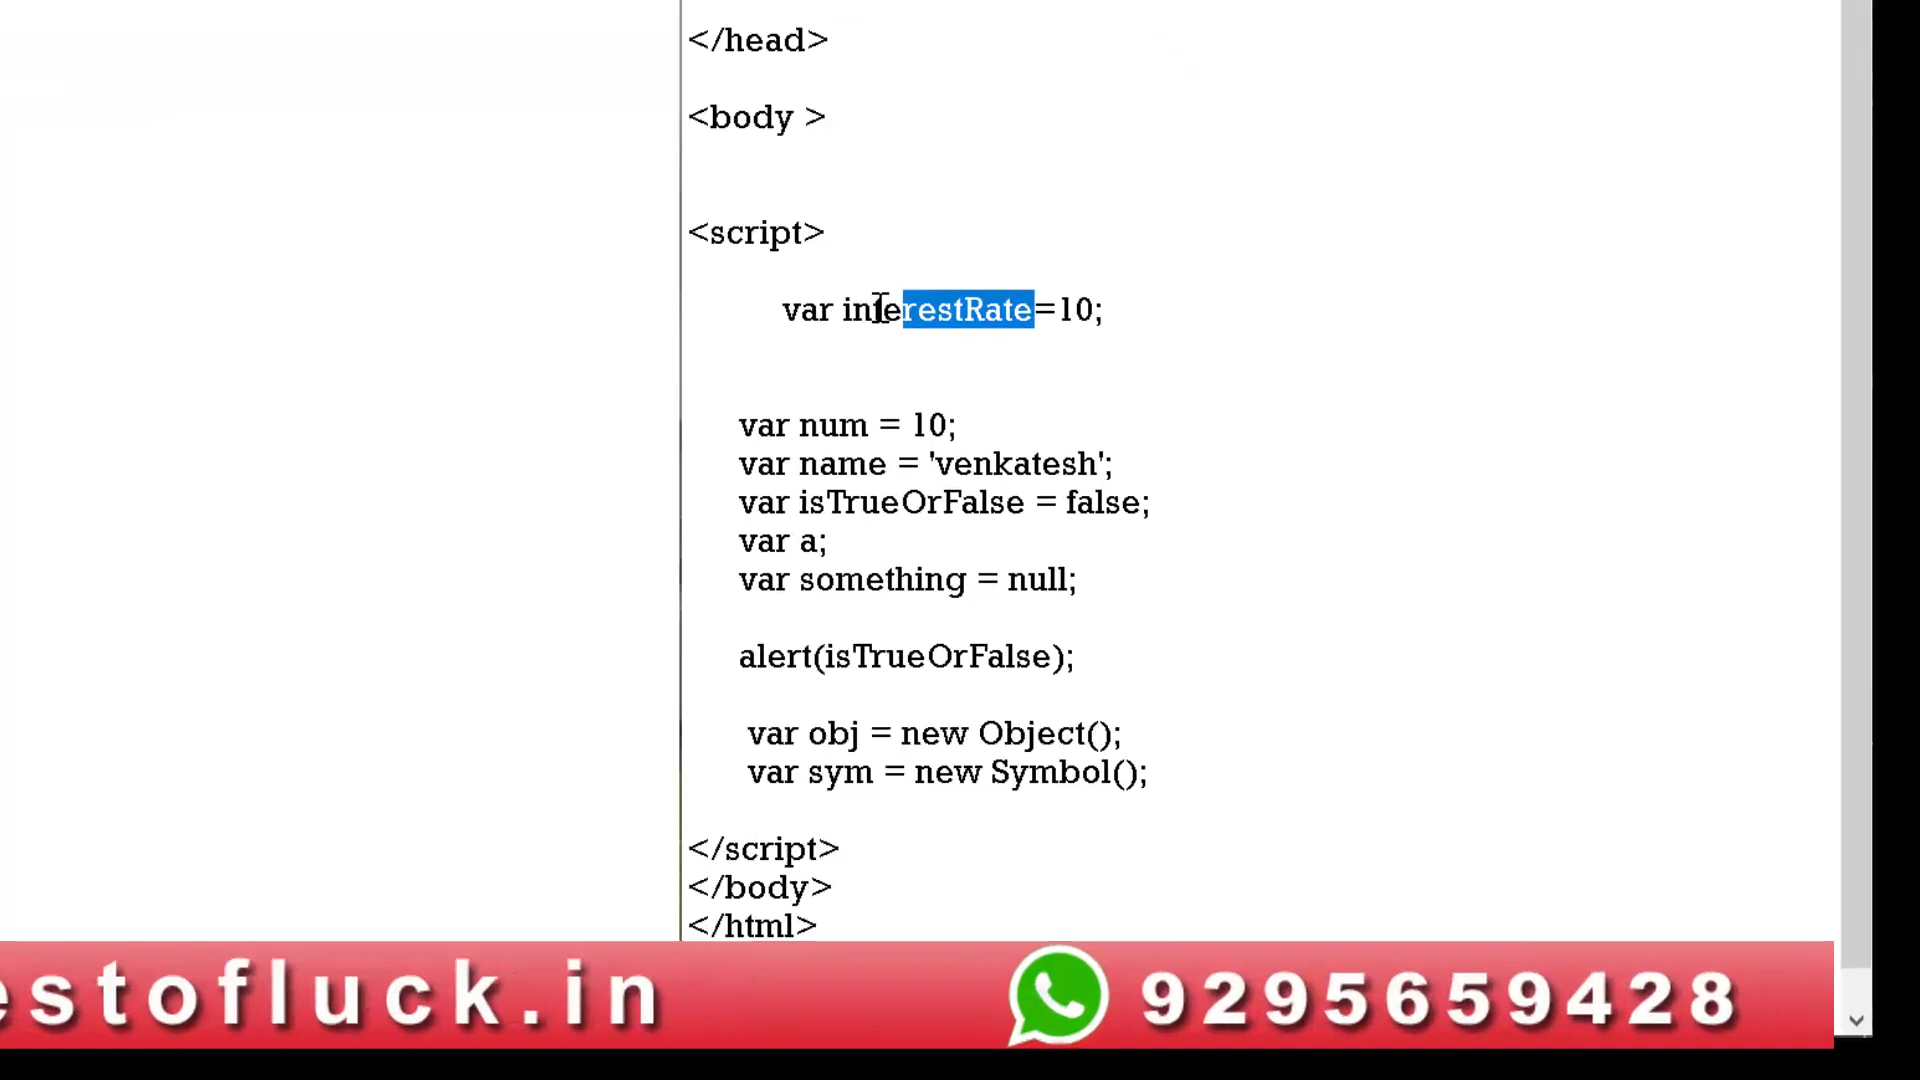 </head>
<body >
<script>
var interestRate=10;
var num = 10;
var name = 'venkatesh';
var isTrueOrFalse = false;
var a;
var something = null;
alert(isTrueOrFalse);
var obj = new Object();
var sym = new Symbol();
</script>
</body>
</html>
estofluck.in 9295659428